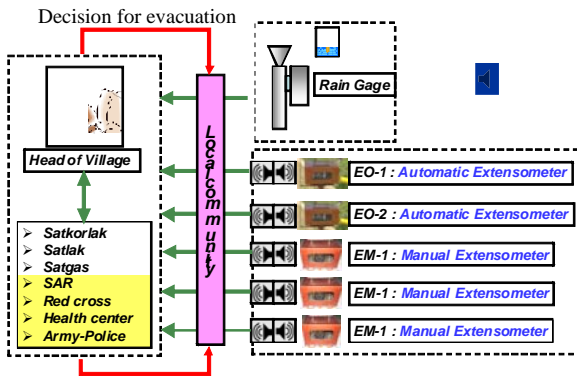 Decision for evacuation
Head of Village
Satkorlak
Satlak
Satgas
SAR
Red cross
Health center
Army-Police
Local community
Rain Gage
EO-1 : Automatic Extensometer
EO-2 : Automatic Extensometer
EM-1 : Manual Extensometer
EM-1 : Manual Extensometer
EM-1 : Manual Extensometer